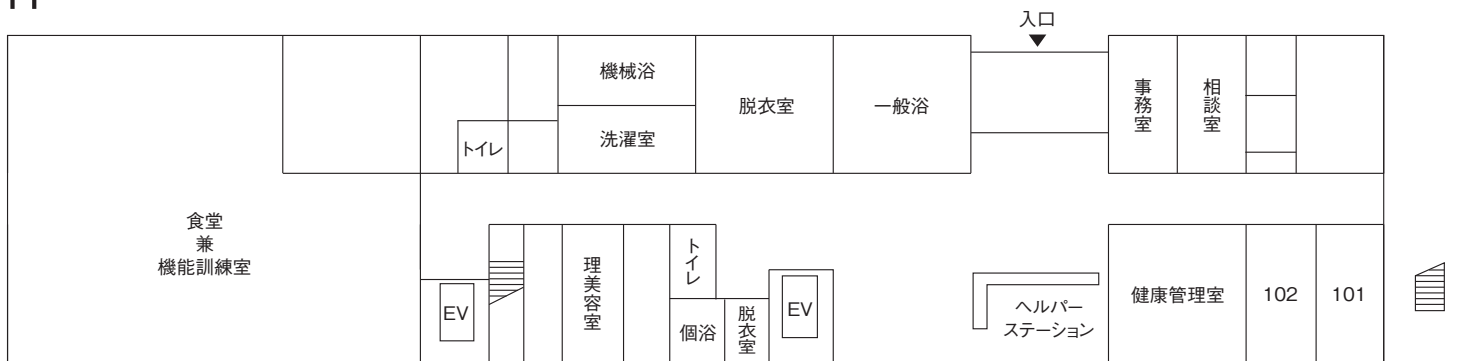 入口
機械浴
脱衣室
一般浴
事務室
相談室
トイレ
洗濯室
食堂
兼
機能訓練室
EV
理美容室
トイレ
個浴
脱衣室
EV
ヘルパー
ステーション
健康管理室
102
101